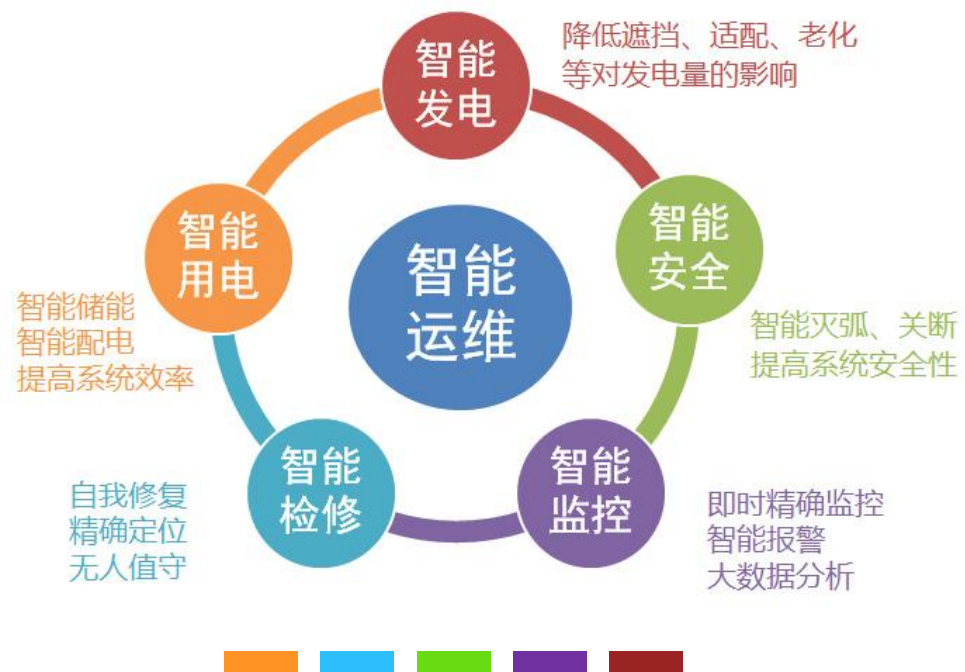 智能
发电
降低遮挡、适配、老化
等对发电量的影响
智能
安全
智能灭弧、关断
提高系统安全性
智能
监控
即时精确监控
智能报警
大数据分析
智能
检修
自我修复
精确定位
无人值守
智能
用电
智能储能
智能配电
提高系统效率
智能
运维